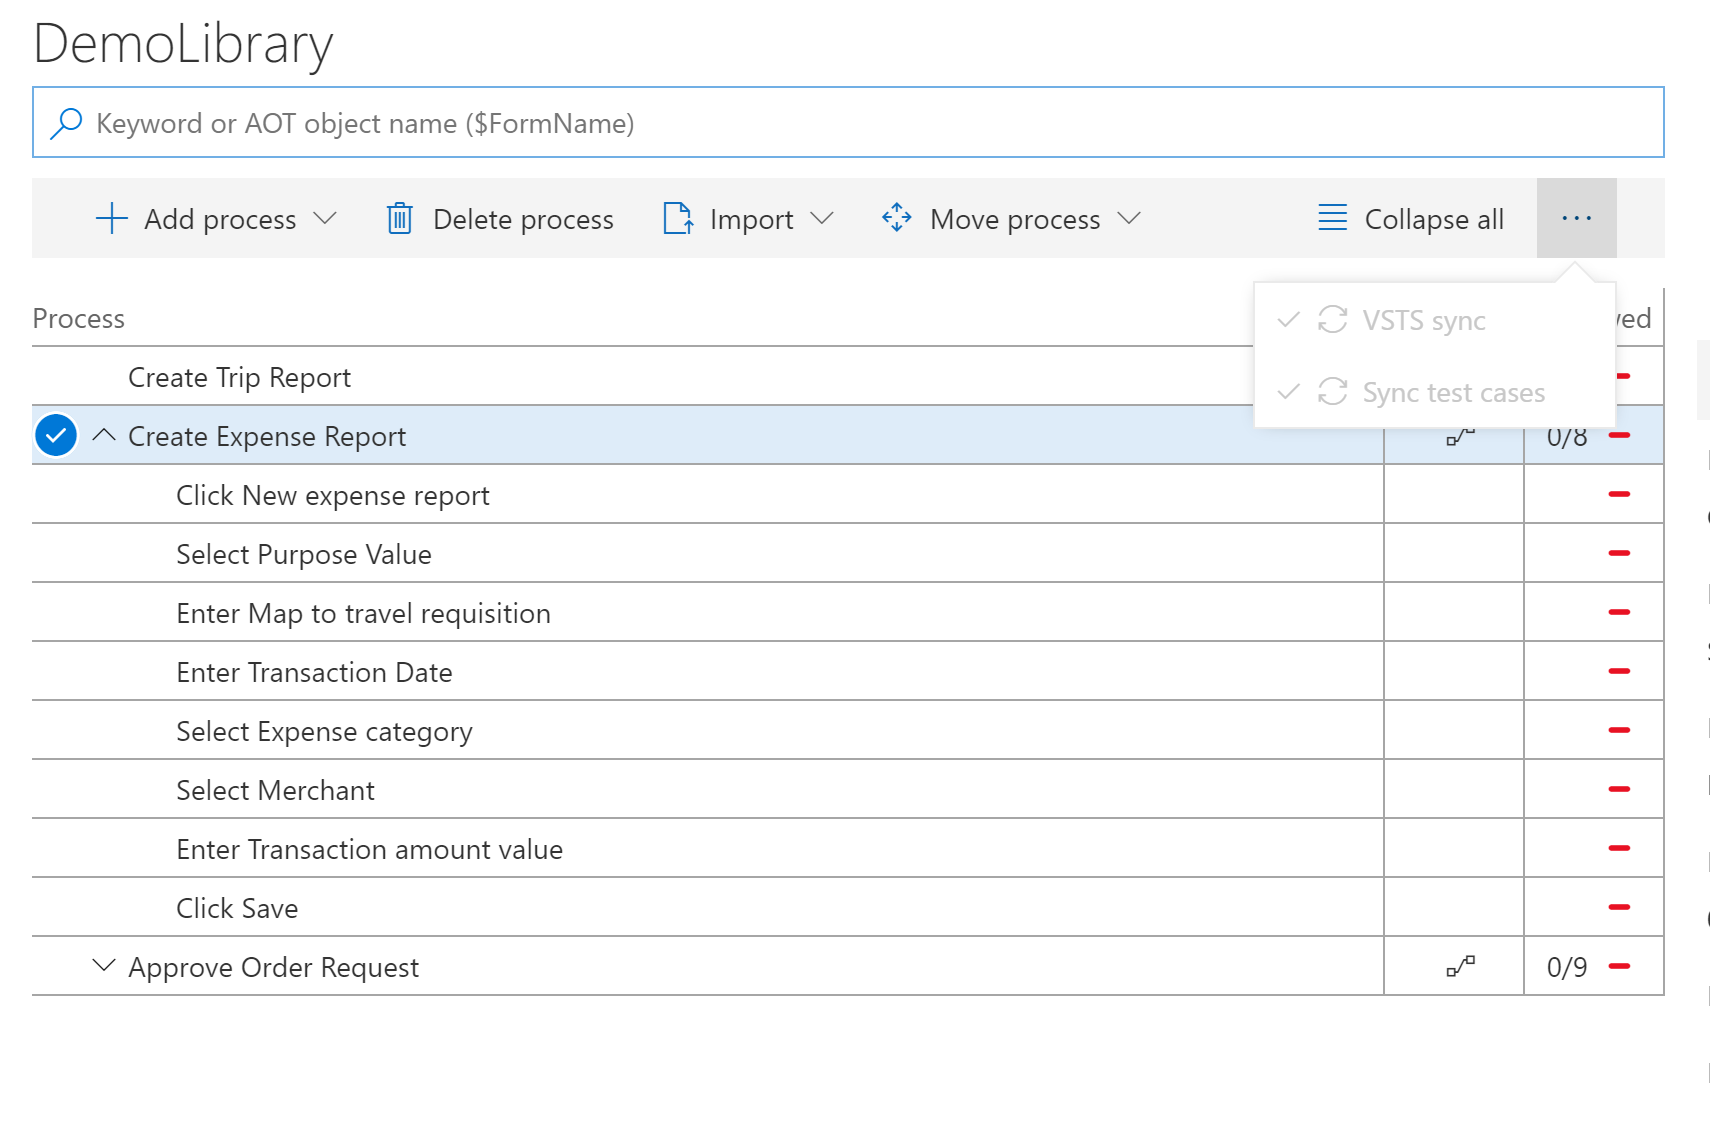 DemoLibrary
Keyword or AOT object name ($FormName)
Add process Delete process Import Move process Collapse all ...
Process
VSTS sync
Sync test cases
Create Trip Report
Create Expense Report 0/8
Click New expense report
Select Purpose Value
Enter Map to travel requisition
Enter Transaction Date
Select Expense category
Select Merchant
Enter Transaction amount value
Click Save
Approve Order Request 0/9